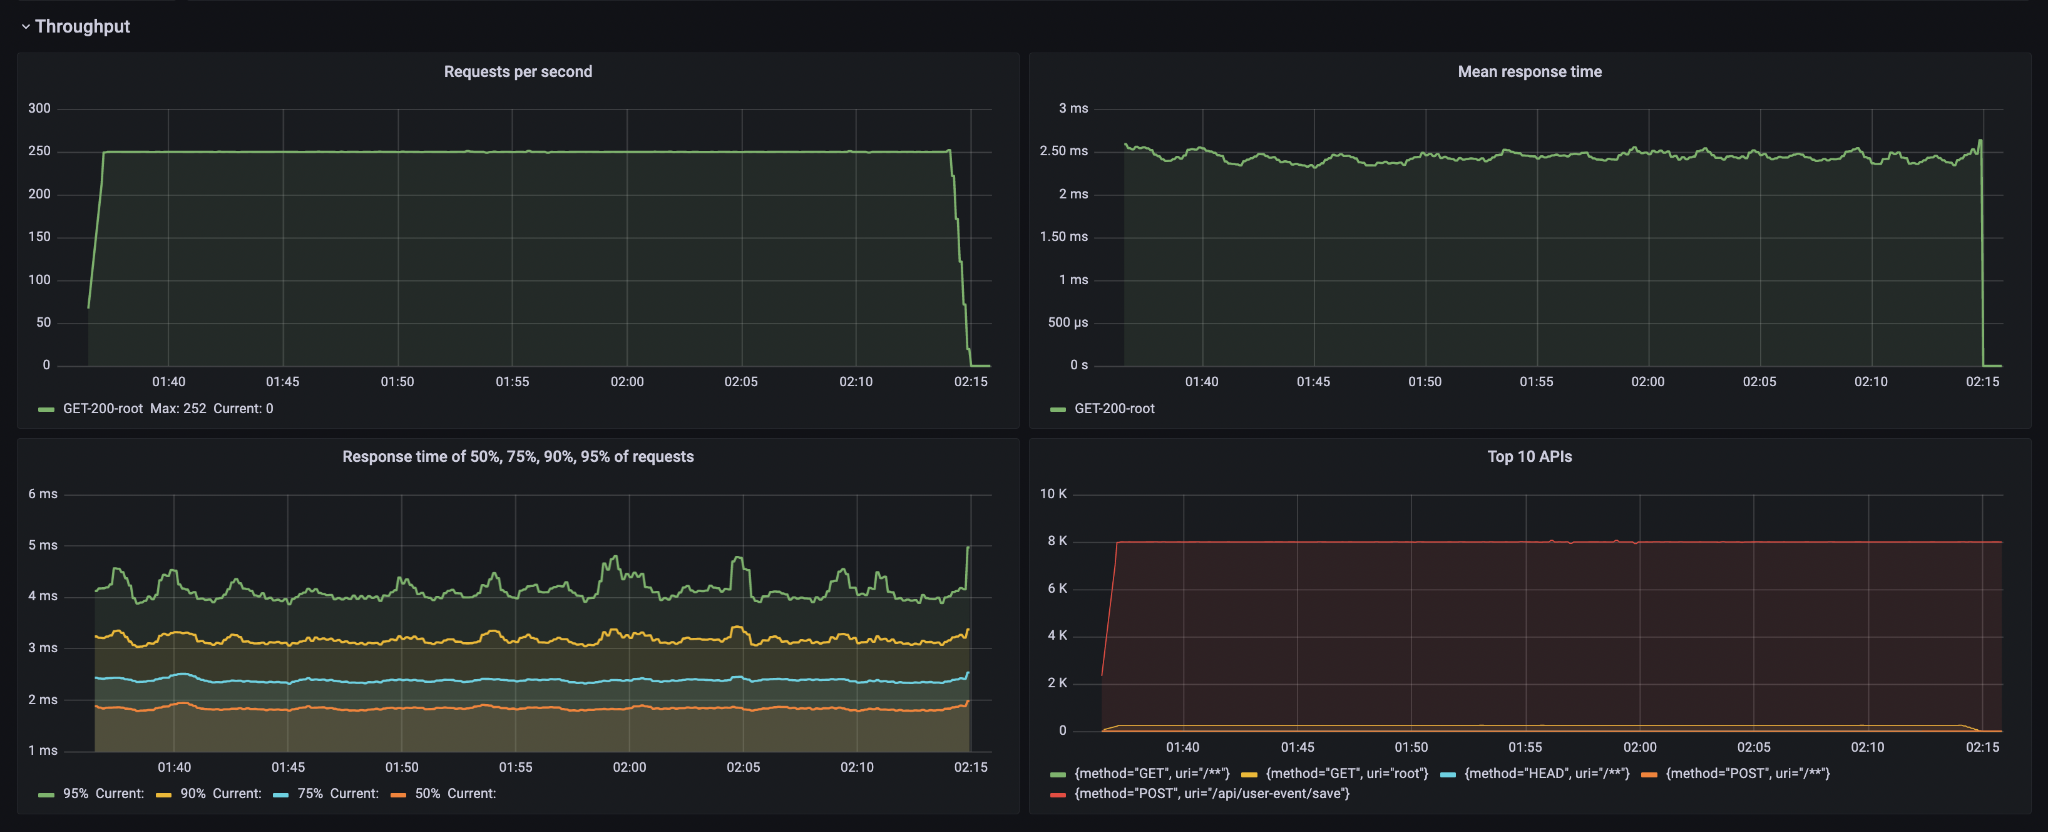 Throughput
Requests per second
300
250
200
150
100
50
0
01:40 01:45 01:50 01:55 02:00 02:05 02:10 02:15
GET-200-root Max: 252 Current: 0
Mean response time
3 ms
2.50 ms
2 ms
1.50 ms
1 ms
500 µs
0 s
01:40 01:45 01:50 01:55 02:00 02:05 02:10 02:15
GET-200-root
Response time of 50%, 75%, 90%, 95% of requests
6 ms
5 ms
4 ms
3 ms
2 ms
1 ms
01:40 01:45 01:50 01:55 02:00 02:05 02:10 02:15
95% Current: 90% Current: 75% Current: 50% Current:
Top 10 APIs
10 K
8 K
6 K
4 K
2 K
0
01:40 01:45 01:50 01:55 02:00 02:05 02:10 02:15
{method="GET", uri="/**"} {method="GET", uri="root"} {method="HEAD", uri="/**"} {method="POST", uri="/**"}
{method="POST", uri="/api/user-event/save"}